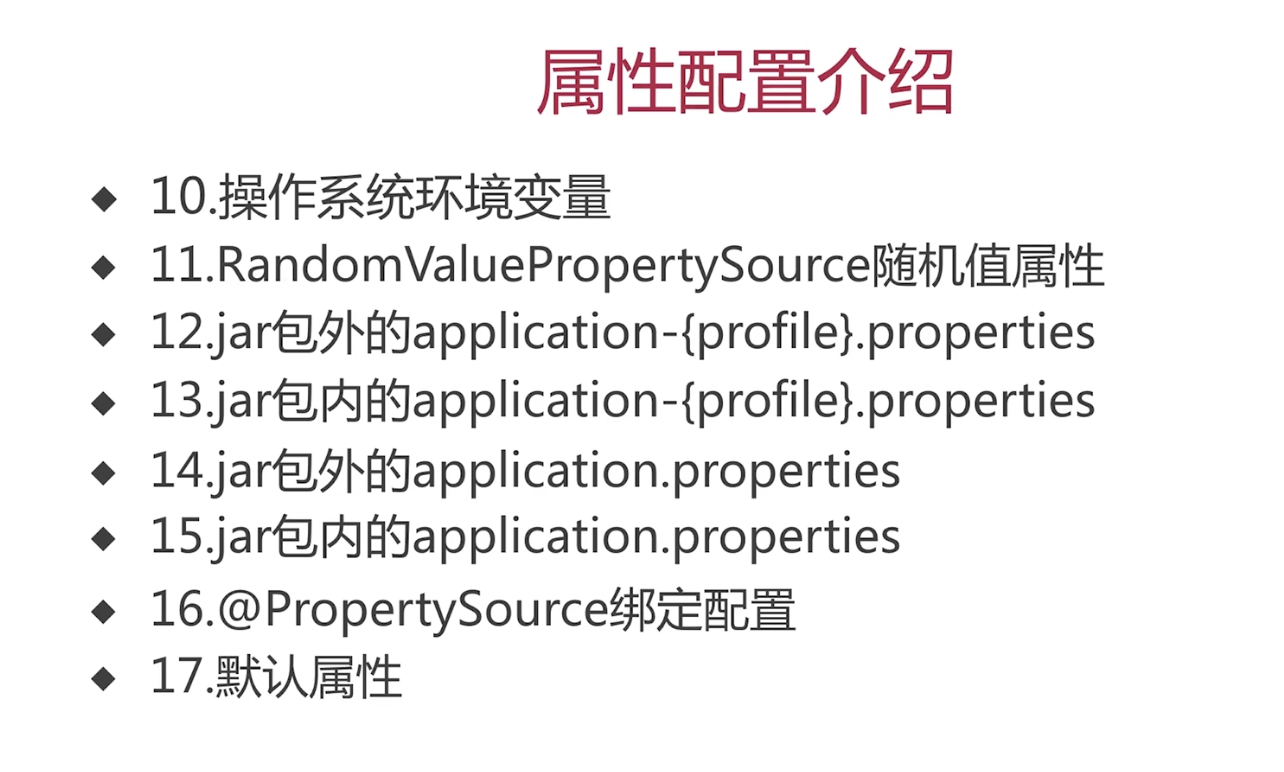 属性配置介绍
◆ 10.操作系统环境变量
◆ 11.RandomValuePropertySource随机值属性
◆ 12.jar包外的application-{profile}.properties
◆ 13.jar包内的application-{profile}.properties
◆ 14.jar包外的application.properties
◆ 15.jar包内的application.properties
◆ 16.@PropertySource绑定配置
◆ 17.默认属性